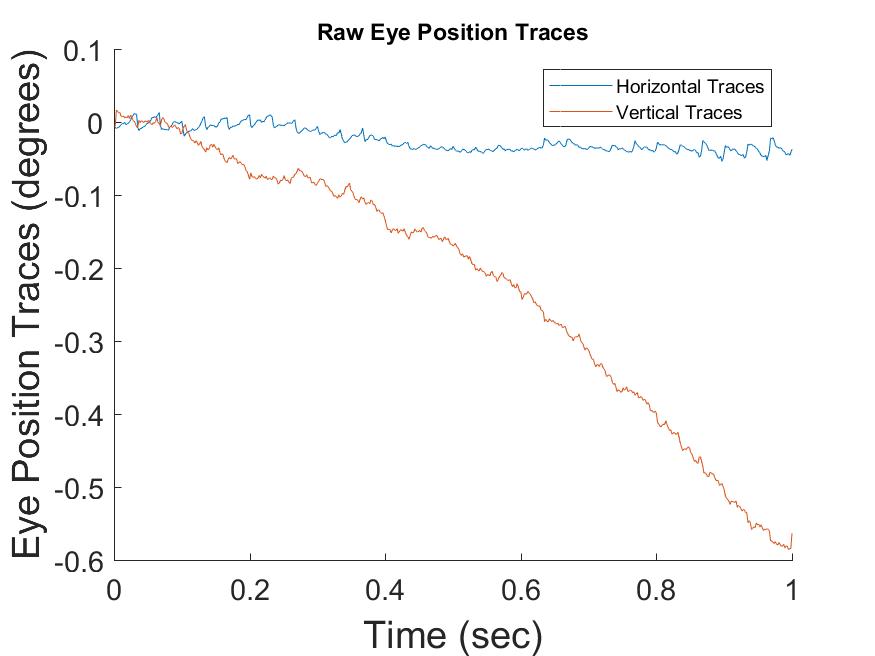 Raw Eye Position Traces
Horizontal Traces
Vertical Traces
Eye Position Traces (degrees)
0.1
0
-0.1
-0.2
-0.3
-0.4
-0.5
-0.6
0 0.2 0.4 0.6 0.8 1
Time (sec)